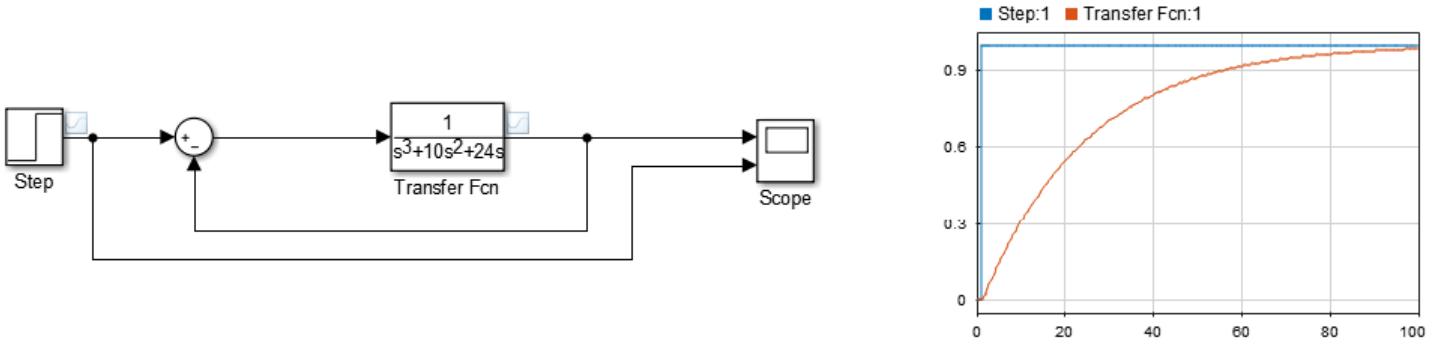 Step
+
−
1
s³+10s²+24s
Transfer Fcn
Scope
Step:1 Transfer Fcn:1
0.9
0.6
0.3
0
0 20 40 60 80 100